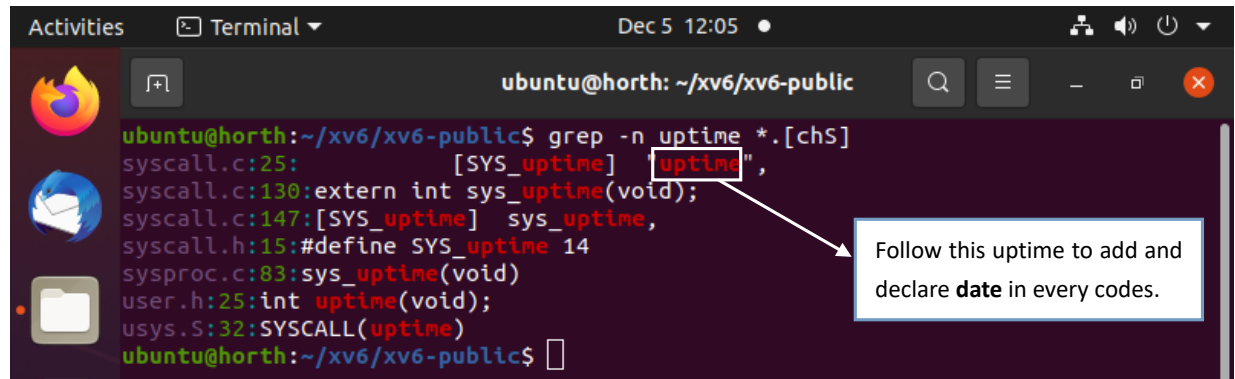 Activities Terminal Dec 5 12:05
ubuntu@horth: ~/xv6/xv6-public
ubuntu@horth:~/xv6/xv6-public$ grep -n uptime *.[chS]
syscall.c:25: [SYS_uptime] "uptime",
syscall.c:130:extern int sys_uptime(void);
syscall.c:147:[SYS_uptime] sys_uptime,
syscall.h:15:#define SYS_uptime 14
sysproc.c:83:sys_uptime(void)
user.h:25:int uptime(void);
usys.S:32:SYSCALL(uptime)
ubuntu@horth:~/xv6/xv6-public$
Follow this uptime to add and
declare date in every codes.